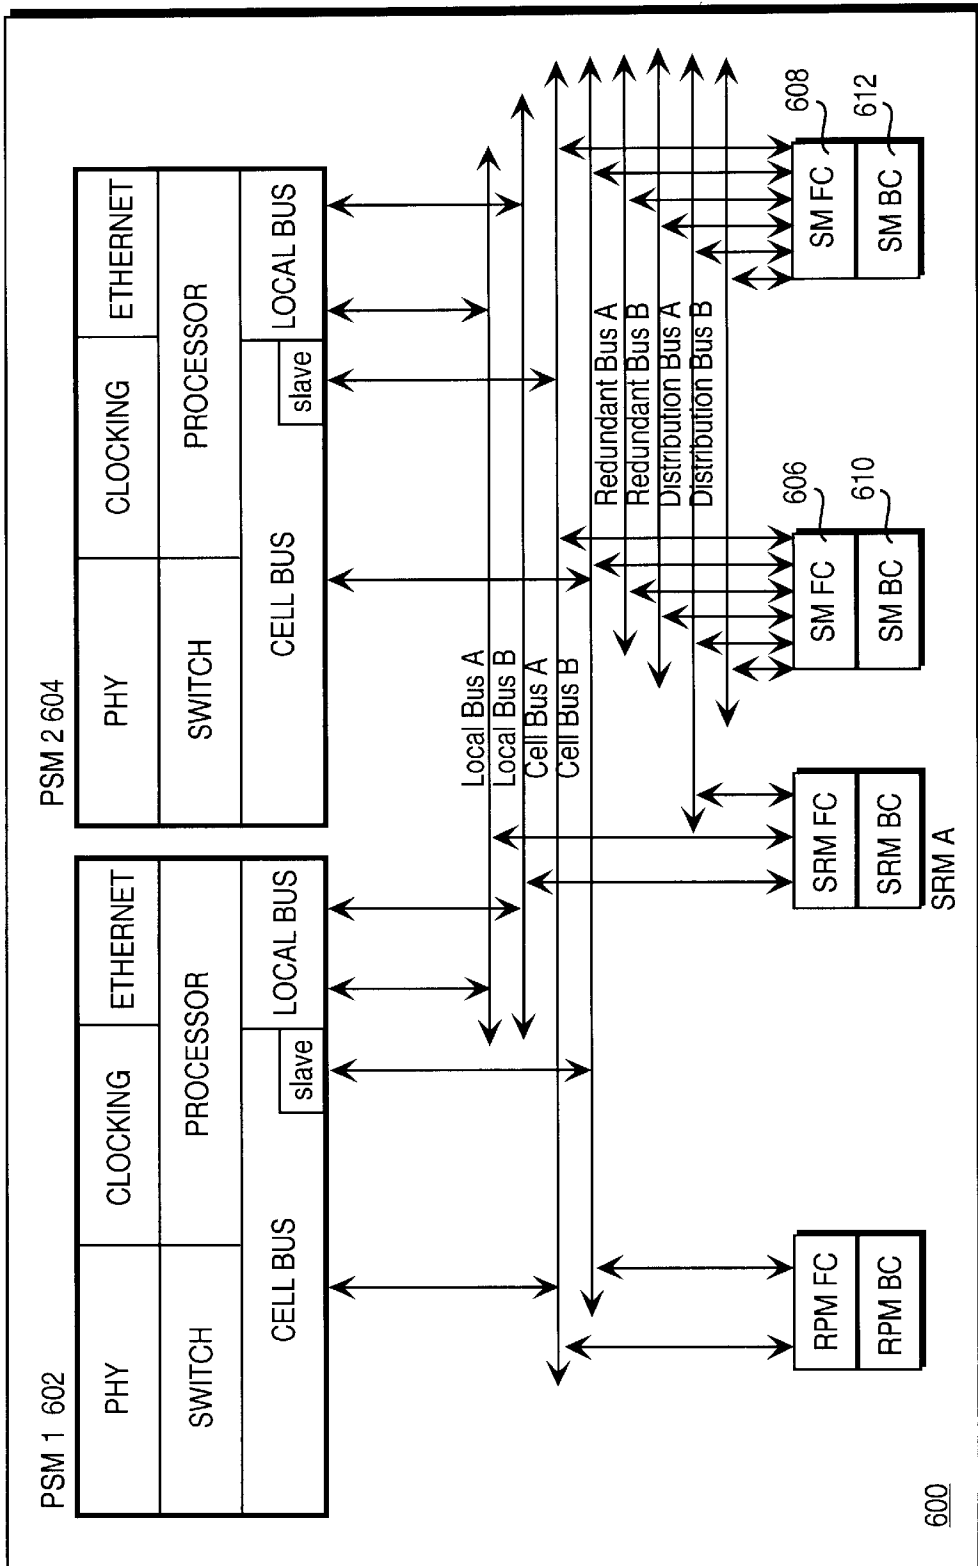 PSM 1 602
PHY
CLOCKING
ETHERNET
SWITCH
PROCESSOR
CELL BUS
slave
LOCAL BUS
PSM 2 604
PHY
CLOCKING
ETHERNET
SWITCH
PROCESSOR
CELL BUS
slave
LOCAL BUS
Local Bus A
Local Bus B
Cell Bus A
Cell Bus B
Redundant Bus A
Redundant Bus B
Distribution Bus A
Distribution Bus B
RPM FC
RPM BC
SRM FC
SRM BC
SRM A
SM FC
606
SM BC
610
SM FC
608
SM BC
612
600